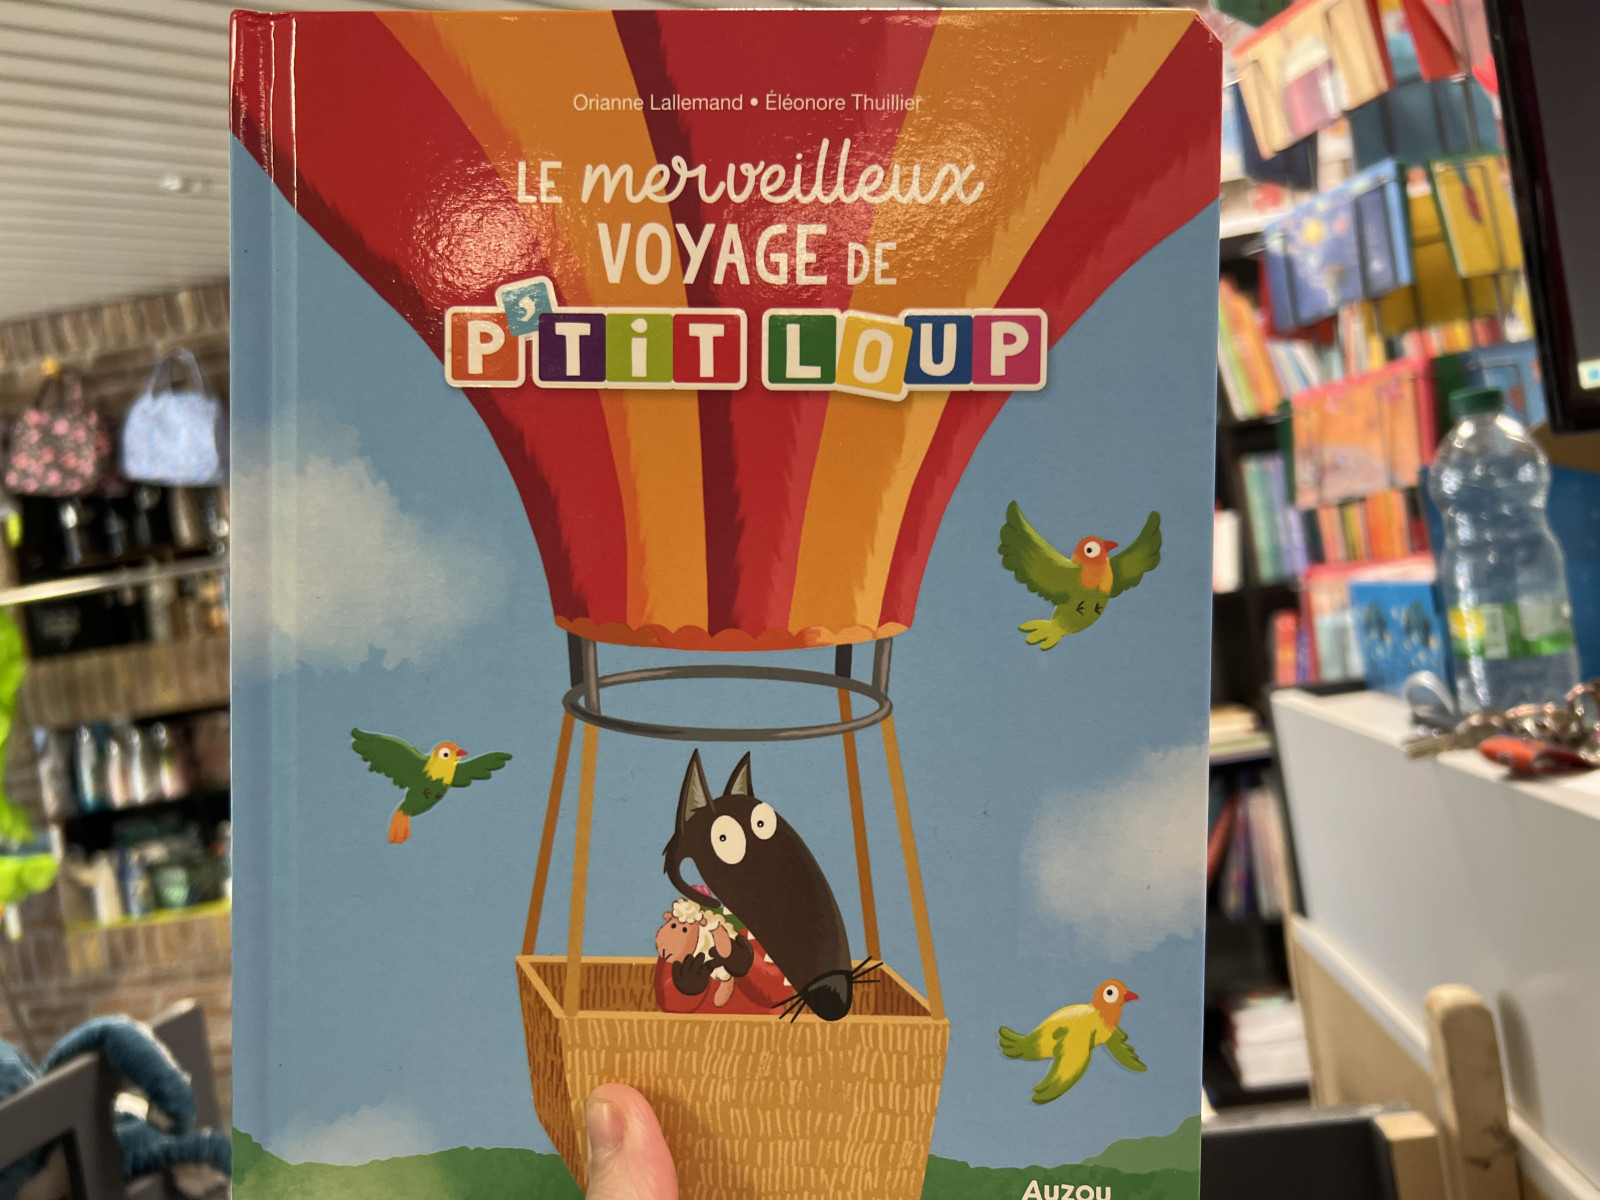 Orianne Lallemand • Éléonore Thuillier
LE merveilleux
VOYAGE DE
P'TiT LOUP
Auzou